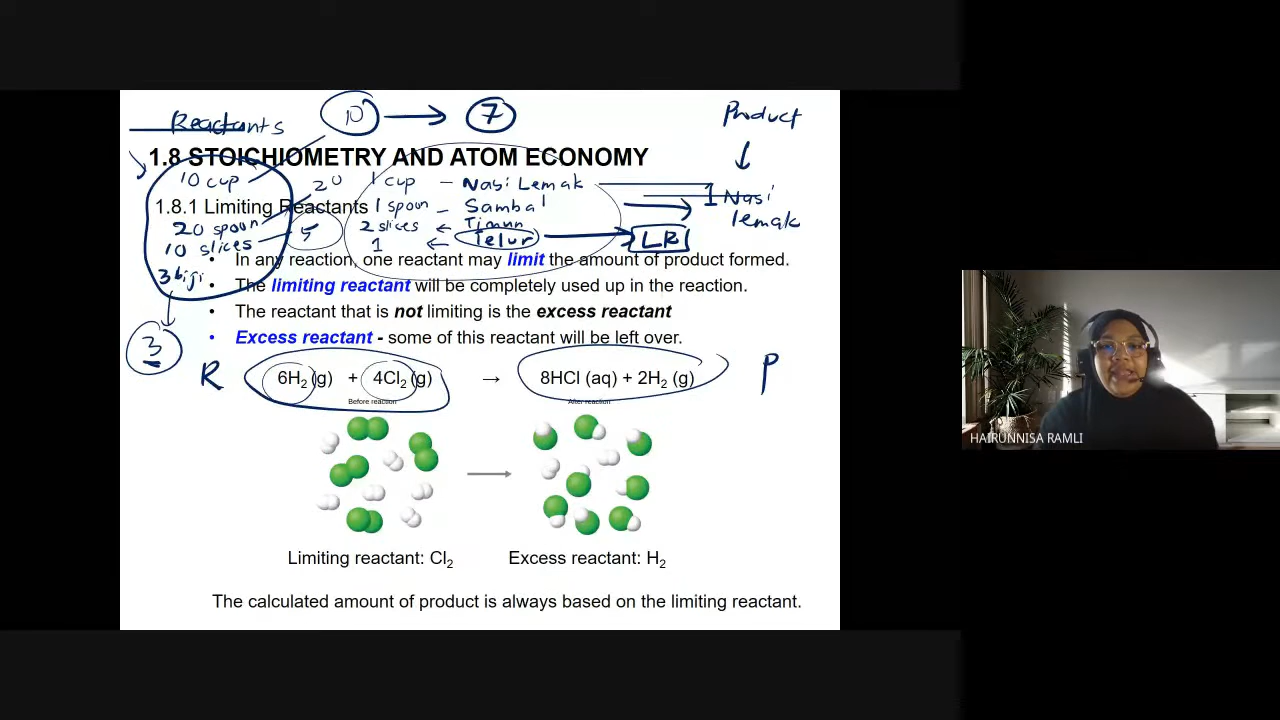 Reactants 10 → 7 Product
1.8 STOICHIOMETRY AND ATOM ECONOMY
10 cup 20 1 cup - Nasi Lemak 1 Nasi lemak
1.8.1 Limiting Reactants 1 spoon - Sambal
20 spoon 2 slices ← Timun
10 slices 5 1 ← Telur → LR
• In any reaction, one reactant may limit the amount of product formed.
3 biji
• The limiting reactant will be completely used up in the reaction.
• The reactant that is not limiting is the excess reactant
• Excess reactant - some of this reactant will be left over.
3
R 6H₂ (g) + 4Cl₂ (g) → 8HCl (aq) + 2H₂ (g) P
Before reaction After reaction
HAIRUNNISA RAMLI
Limiting reactant: Cl₂ Excess reactant: H₂
The calculated amount of product is always based on the limiting reactant.